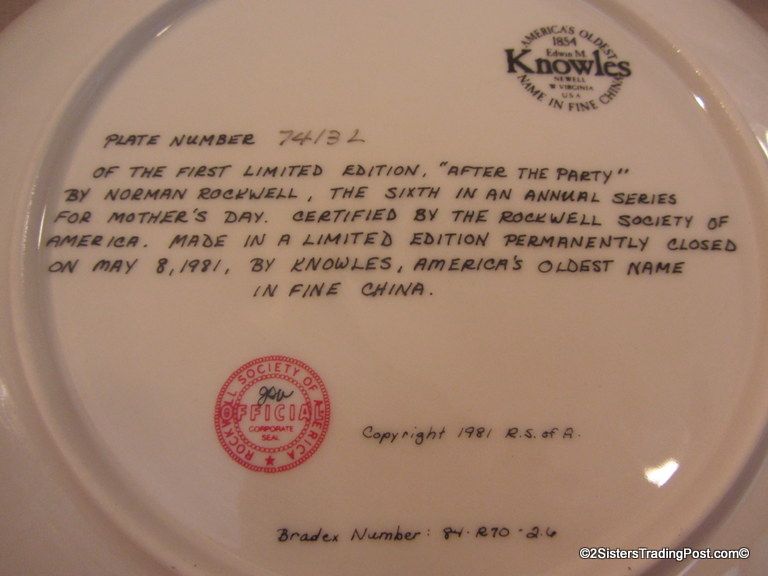 AMERICA'S OLDEST
1854
Edwin M.
Knowles
NEWELL
W VIRGINIA
U.S.A
NAME IN FINE CHINA
PLATE NUMBER 7413L
OF THE FIRST LIMITED EDITION, "AFTER THE PARTY"
BY NORMAN ROCKWELL, THE SIXTH IN AN ANNUAL SERIES
FOR MOTHER'S DAY. CERTIFIED BY THE ROCKWELL SOCIETY OF
AMERICA. MADE IN A LIMITED EDITION PERMANENTLY CLOSED
ON MAY 8, 1981, BY KNOWLES, AMERICA'S OLDEST NAME
IN FINE CHINA.
ROCKWELL SOCIETY OF AMERICA
OFFICIAL
CORPORATE
SEAL
Copyright 1981 R.S. of A.
Bradex Number: 84-R70-2.6
©2SistersTradingPost.com